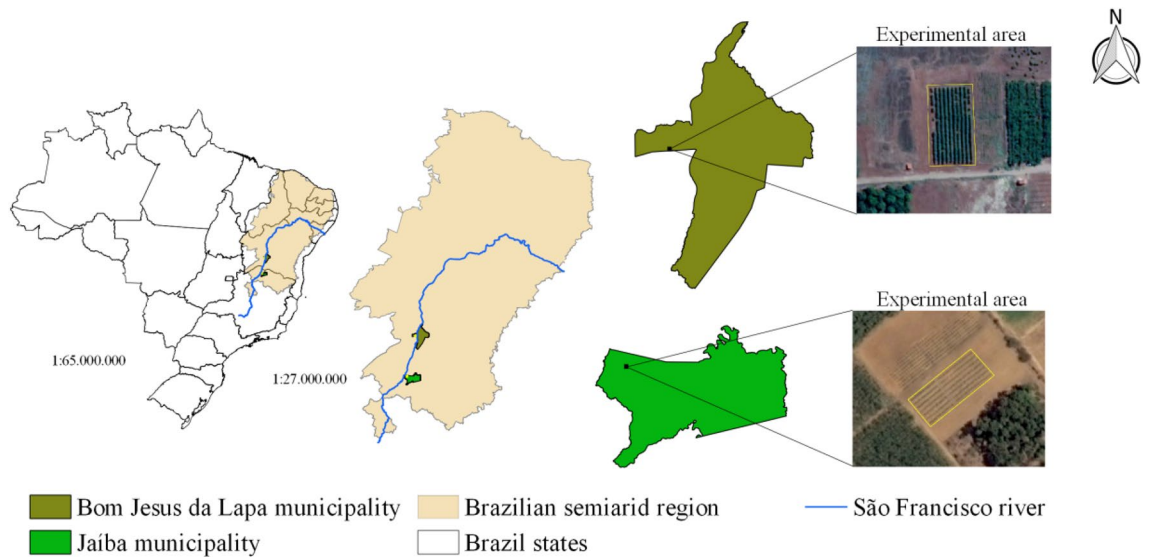 Experimental area
N
1:65.000.000
1:27.000.000
Experimental area
Bom Jesus da Lapa municipality
Brazilian semiarid region
São Francisco river
Jaíba municipality
Brazil states